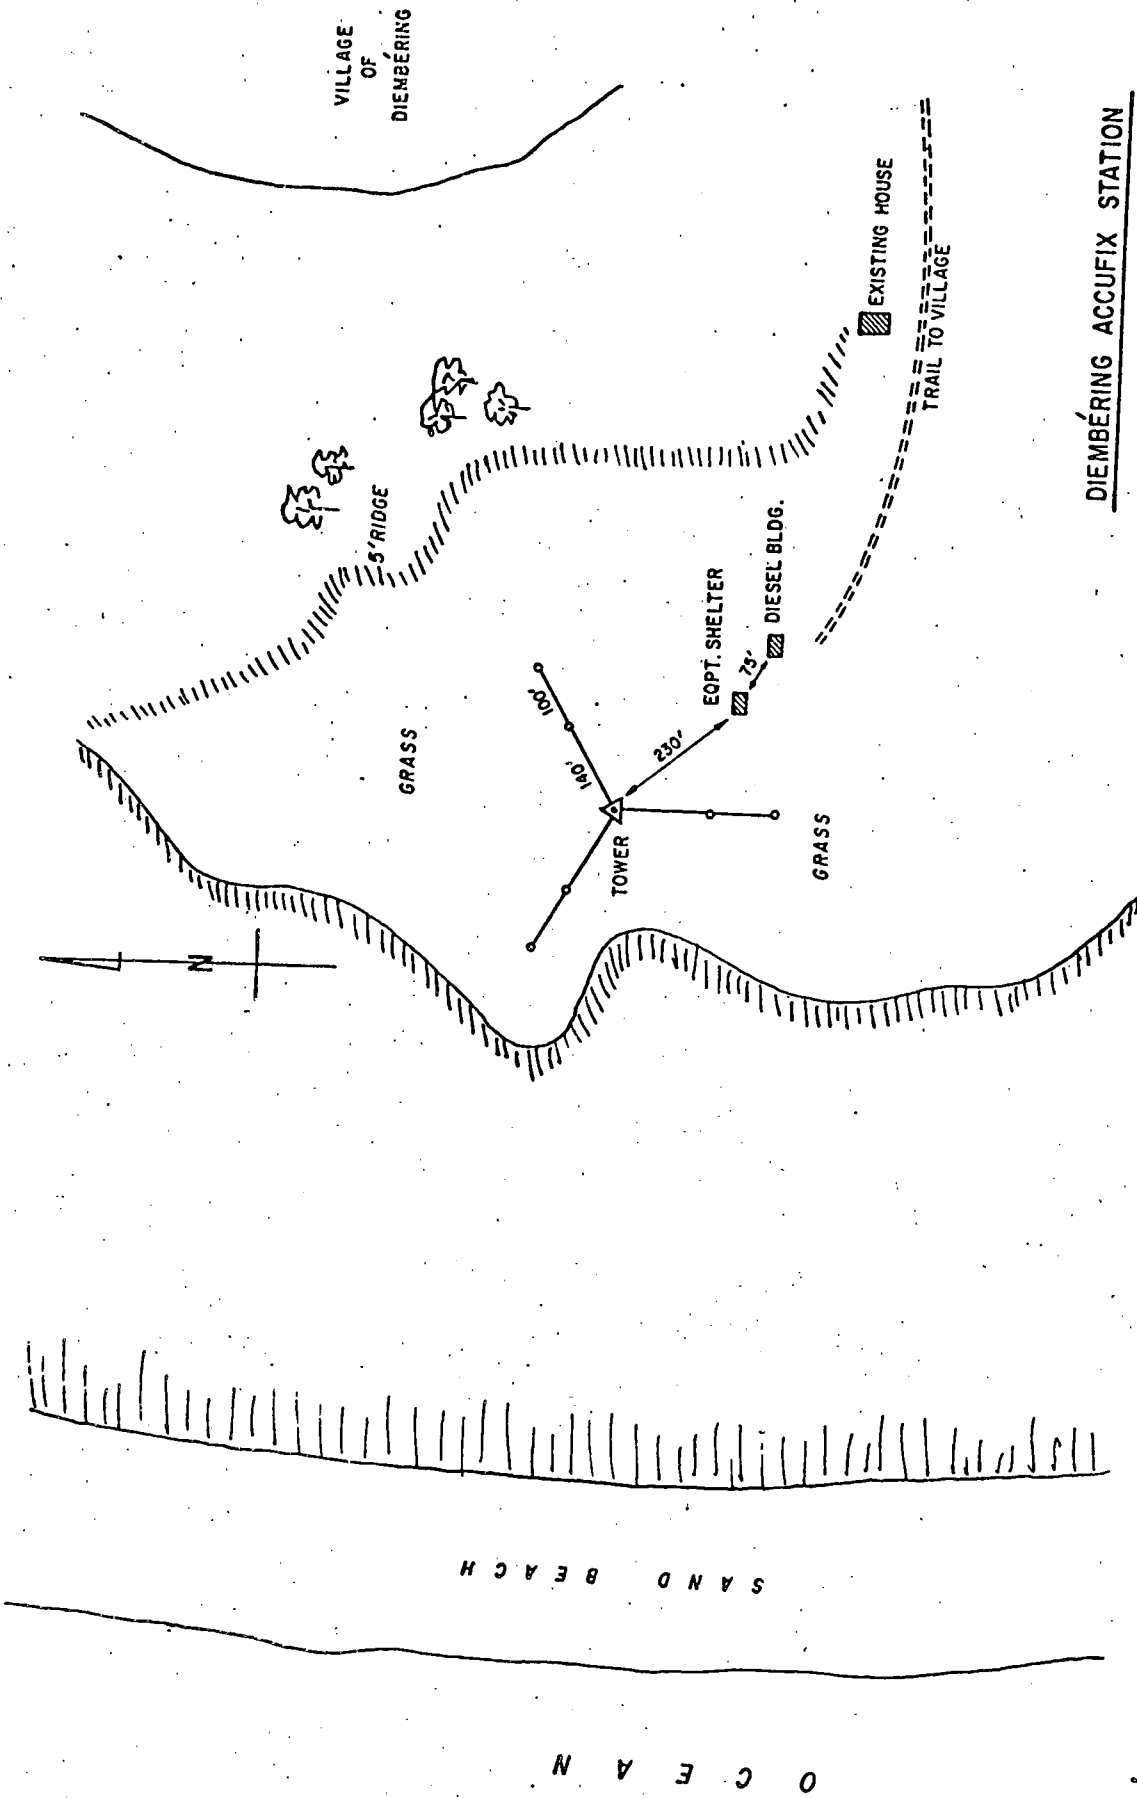 VILLAGE
OF
DIEMBÉRING
5' RIDGE
GRASS
N
100'
140'
TOWER
230'
EQPT. SHELTER
75'
DIESEL BLDG.
GRASS
EXISTING HOUSE
TRAIL TO VILLAGE
SAND BEACH
OCEAN
DIEMBÉRING ACCUFIX STATION